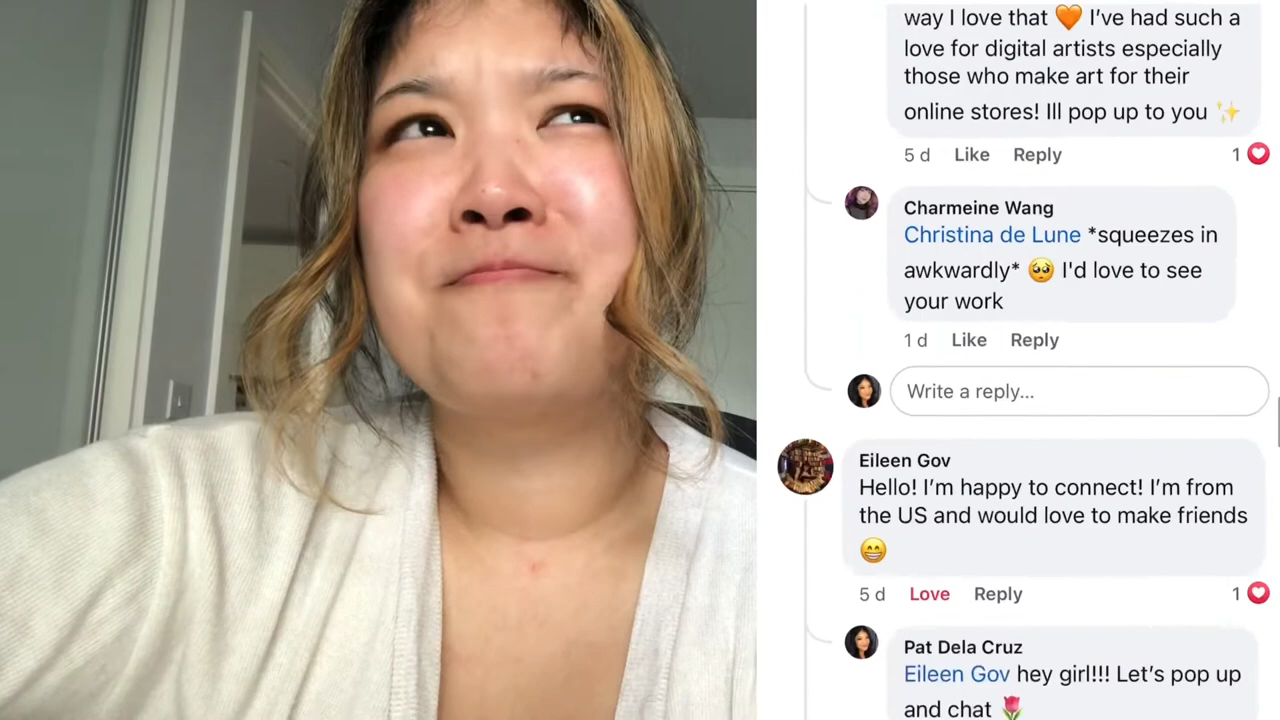 way I love that 🧡 I’ve had such a
love for digital artists especially
those who make art for their
online stores! Ill pop up to you ✨
5 d Like Reply 1
Charmeine Wang
Christina de Lune *squeezes in
awkwardly* 🥺 I'd love to see
your work
1 d Like Reply
Write a reply...
Eileen Gov
Hello! I’m happy to connect! I’m from
the US and would love to make friends
😁
5 d Love Reply 1
Pat Dela Cruz
Eileen Gov hey girl!!! Let’s pop up
and chat 🌷